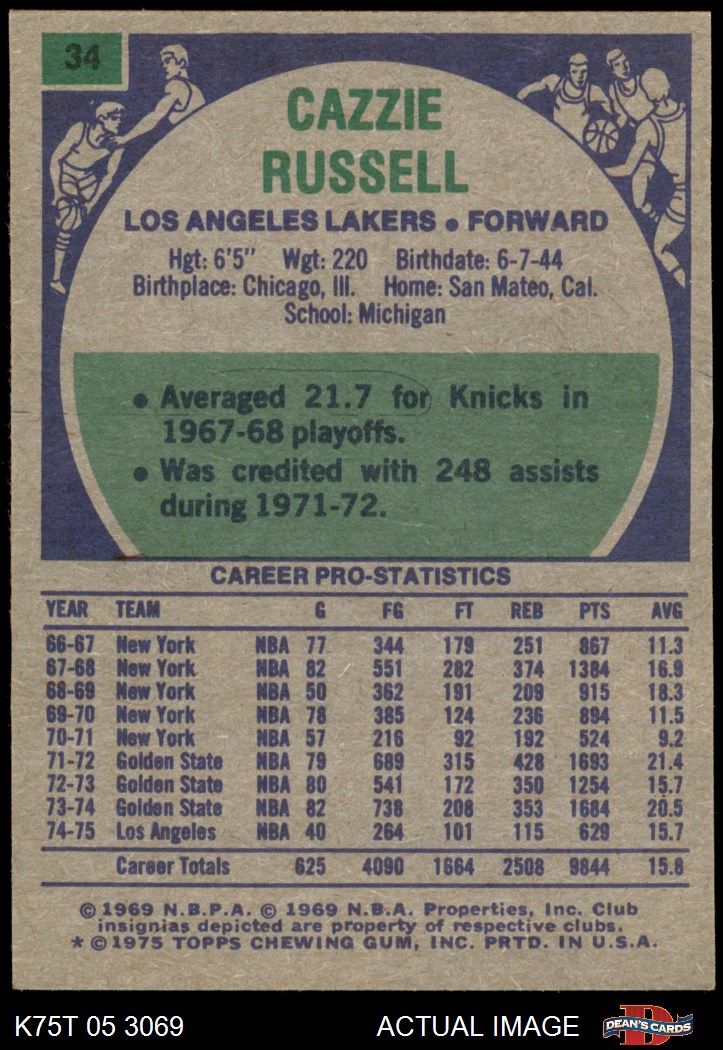 34
CAZZIE
RUSSELL
LOS ANGELES LAKERS • FORWARD
Hgt: 6'5" Wgt: 220 Birthdate: 6-7-44
Birthplace: Chicago, Ill. Home: San Mateo, Cal.
School: Michigan
• Averaged 21.7 for Knicks in
1967-68 playoffs.
• Was credited with 248 assists
during 1971-72.
CAREER PRO-STATISTICS
YEAR TEAM G FG FT REB PTS AVG
66-67 New York NBA 77 344 179 251 867 11.3
67-68 New York NBA 82 551 282 374 1384 16.9
68-69 New York NBA 50 362 191 209 915 18.3
69-70 New York NBA 78 385 124 236 894 11.5
70-71 New York NBA 57 216 92 192 524 9.2
71-72 Golden State NBA 79 689 315 428 1693 21.4
72-73 Golden State NBA 80 541 172 350 1254 15.7
73-74 Golden State NBA 82 738 208 353 1684 20.5
74-75 Los Angeles NBA 40 264 101 115 629 15.7
Career Totals 625 4090 1664 2508 9844 15.8
© 1969 N.B.P.A. © 1969 N.B.A. Properties, Inc. Club
insignias depicted are property of respective clubs.
* © 1975 TOPPS CHEWING GUM, INC. PRTD. IN U.S.A.
K75T 05 3069 ACTUAL IMAGE D DEAN'S CARDS